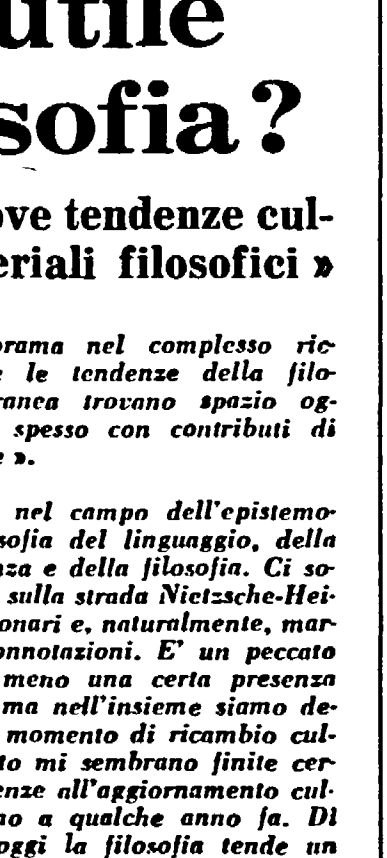 utile
sofia?
ove tendenze cul-
eriali filosofici »
orama nel complesso ric-
e le tendenze della filo-
ranea trovano spazio og-
spesso con contributi di
e ».
nel campo dell'epistemo-
sofia del linguaggio, della
nza e della filosofia. Ci so-
sulla strada Nietzsche-Hei-
onari e, naturalmente, mar-
onnotazioni. E' un peccato
meno una certa presenza
ma nell'insieme siamo de-
momento di ricambio cul-
to mi sembrano finite cer-
enze all'aggiornamento cul-
no a qualche anno fa. Di
oggi la filosofia tende un